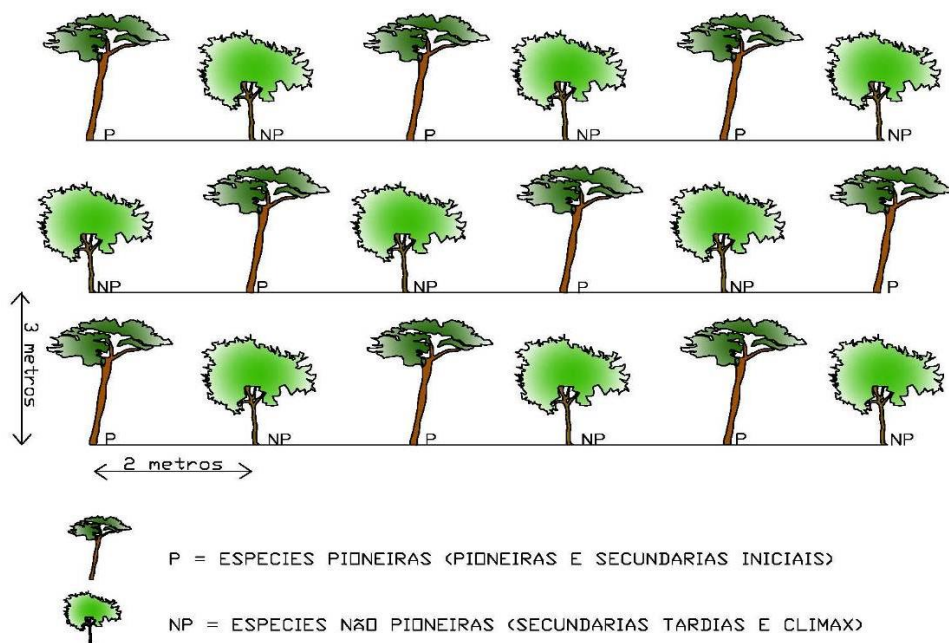 P NP P NP P NP
NP P NP P NP P
3 metros
P NP P NP P NP
2 metros
P = ESPECIES PIONEIRAS (PIONEIRAS E SECUNDARIAS INICIAIS)
NP = ESPECIES NÃO PIONEIRAS (SECUNDARIAS TARDIAS E CLIMAX)